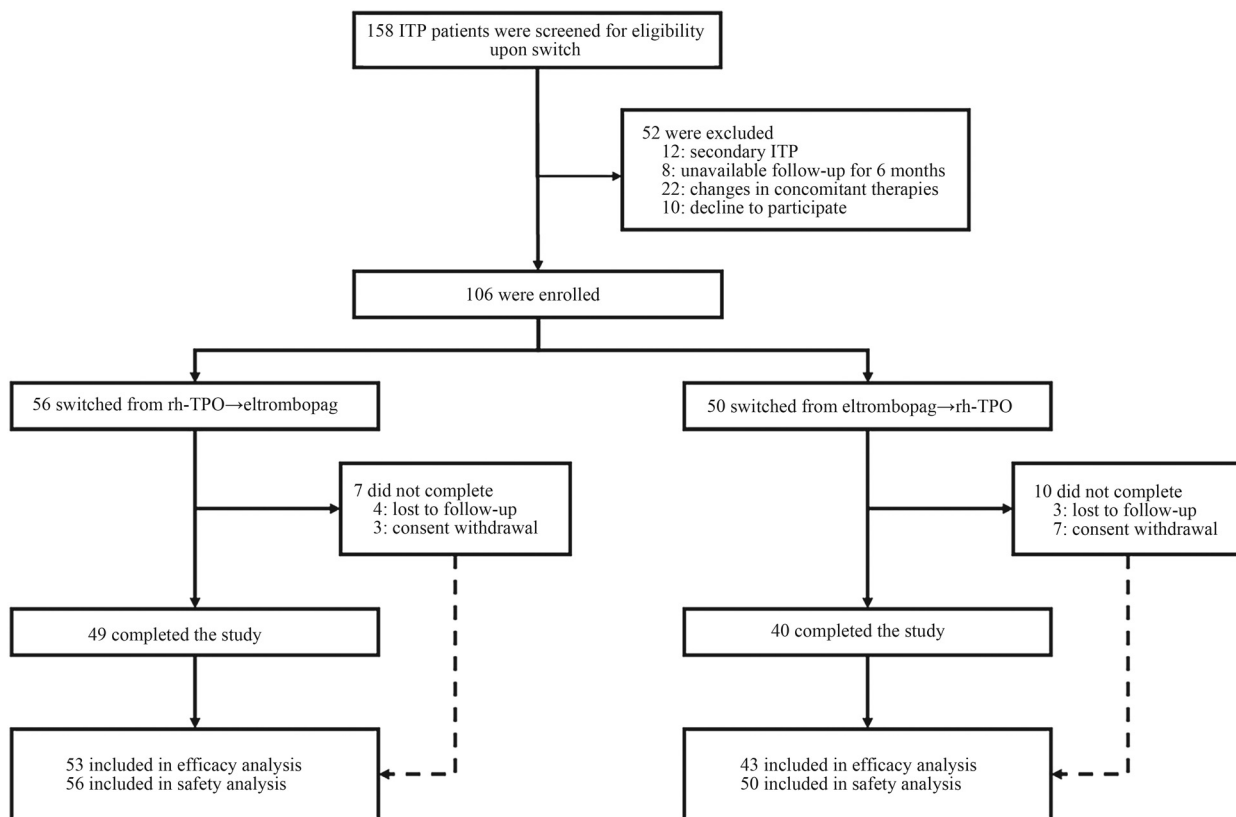 158 ITP patients were screened for eligibility
upon switch
52 were excluded
12: secondary ITP
8: unavailable follow-up for 6 months
22: changes in concomitant therapies
10: decline to participate
106 were enrolled
56 switched from rh-TPO→eltrombopag
50 switched from eltrombopag→rh-TPO
7 did not complete
4: lost to follow-up
3: consent withdrawal
10 did not complete
3: lost to follow-up
7: consent withdrawal
49 completed the study
40 completed the study
53 included in efficacy analysis
56 included in safety analysis
43 included in efficacy analysis
50 included in safety analysis